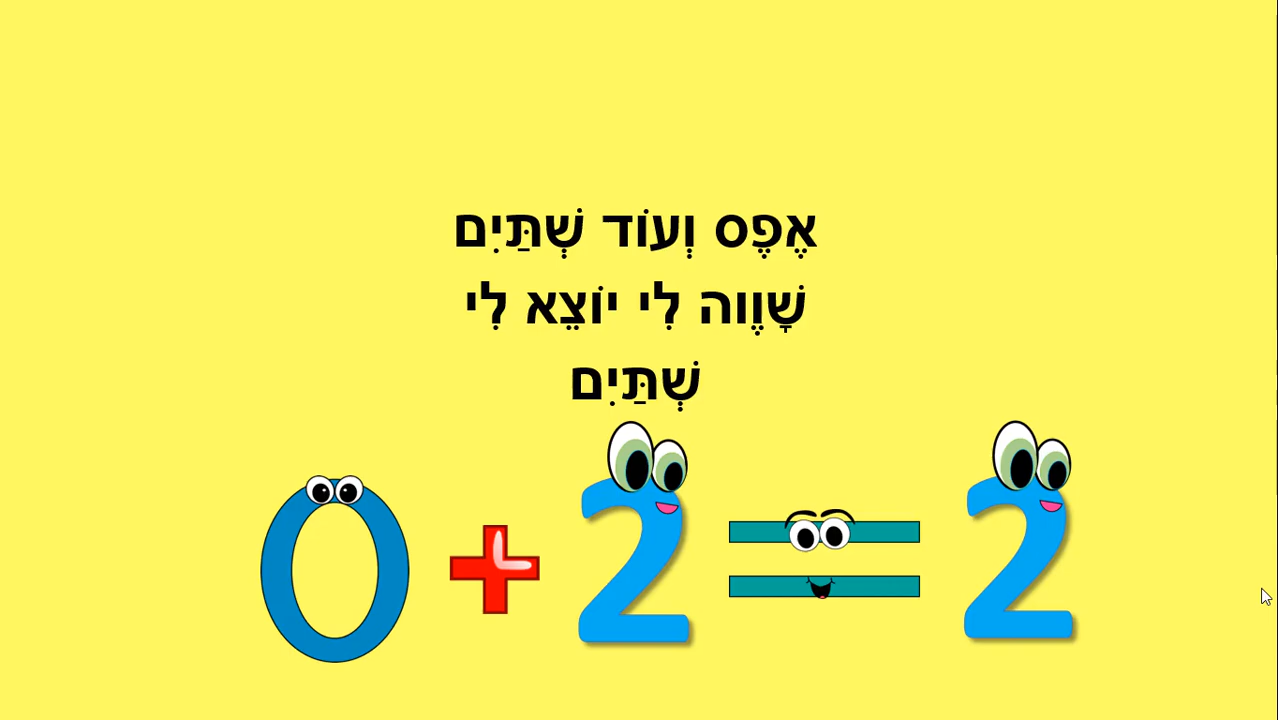 אֶפֶס וְעוֹד שְׁתַּיִם
שָׁוֶוה לִי יוֹצֵא לִי
שְׁתַּיִם
0 + 2 = 2